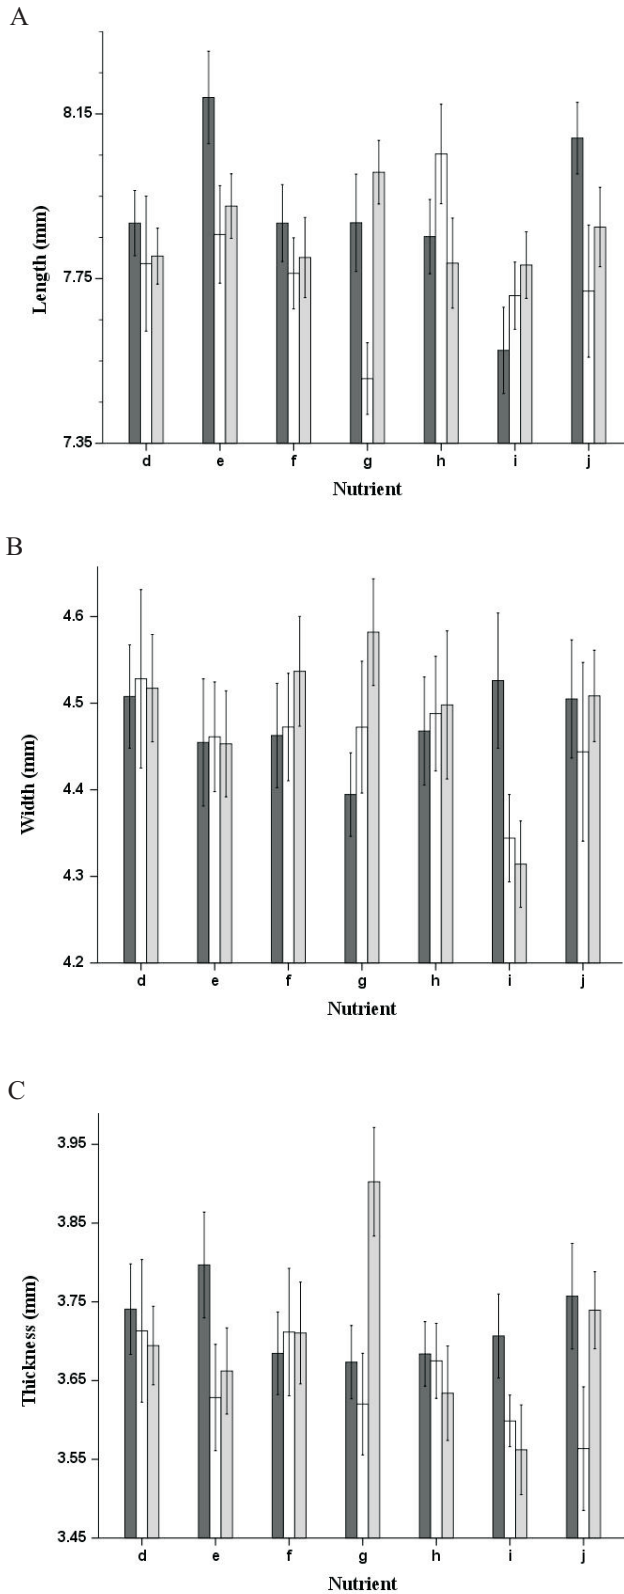 A
8.15
7.75
7.35
Length (mm)
d e f g h i j
Nutrient
B
4.6
4.5
4.4
4.3
4.2
Width (mm)
d e f g h i j
Nutrient
C
3.95
3.85
3.75
3.65
3.55
3.45
Thickness (mm)
d e f g h i j
Nutrient